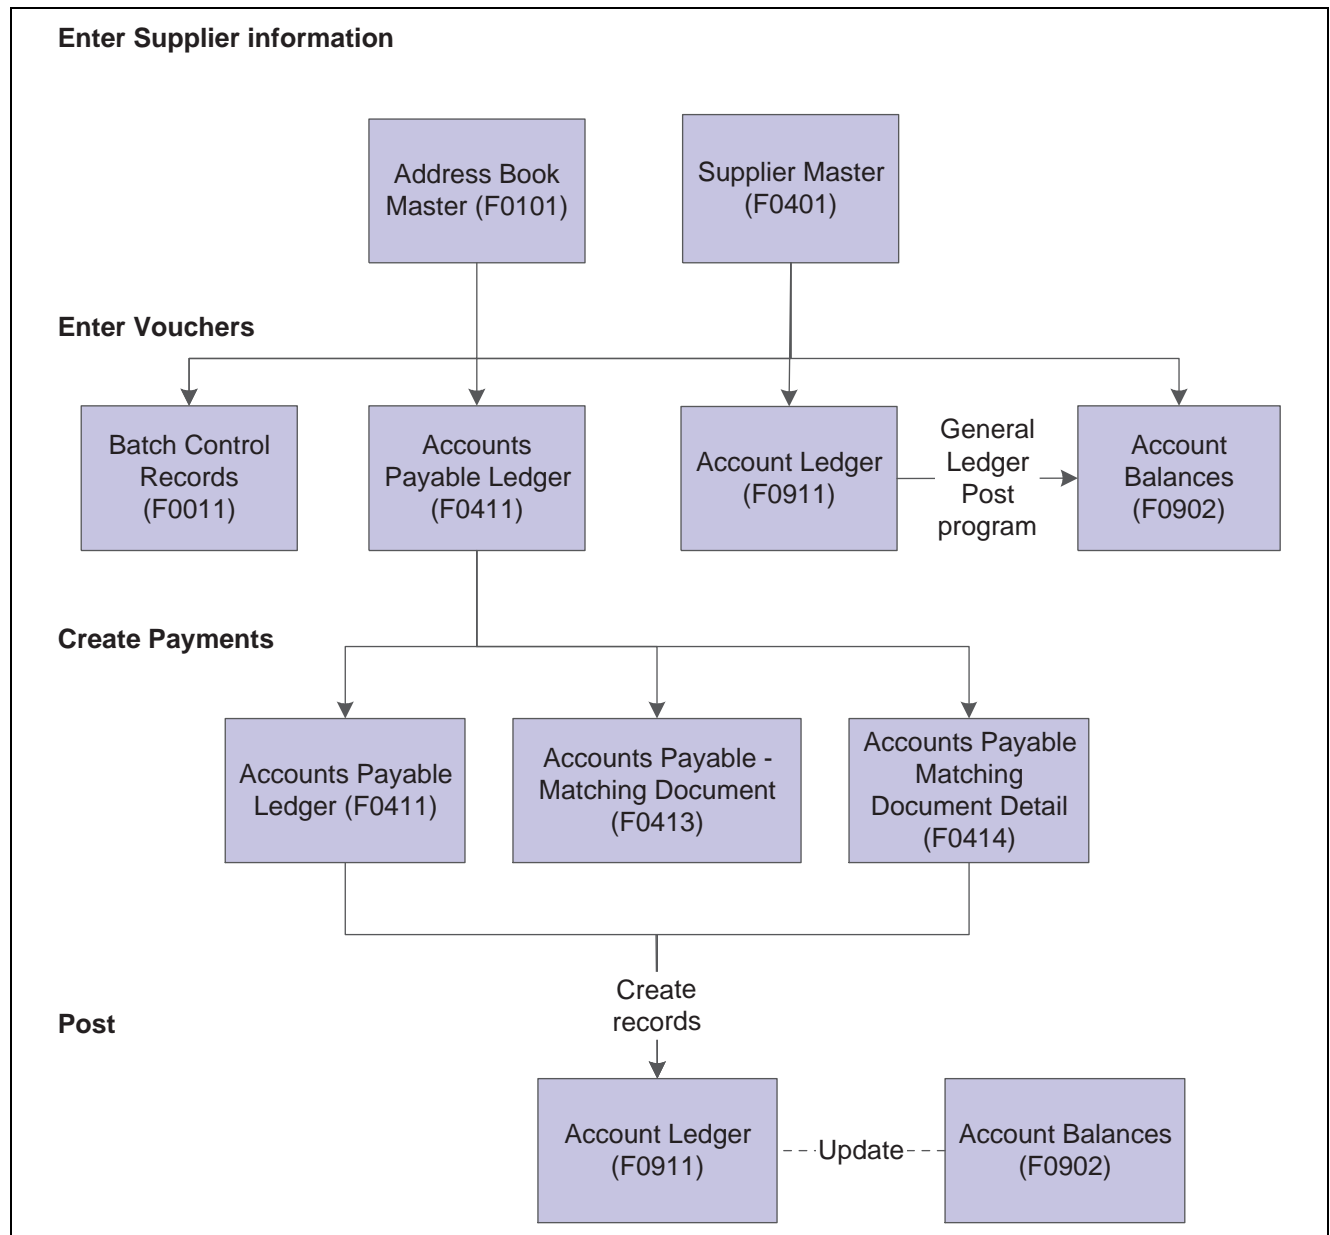 Enter Supplier information
Address Book
Master (F0101)
Supplier Master
(F0401)
Enter Vouchers
Batch Control
Records
(F0011)
Accounts
Payable Ledger
(F0411)
Account Ledger
(F0911)
General
Ledger
Post
program
Account
Balances
(F0902)
Create Payments
Accounts Payable
Ledger (F0411)
Accounts Payable -
Matching Document
(F0413)
Accounts Payable
Matching
Document Detail
(F0414)
Create
records
Post
Account Ledger
(F0911)
Update
Account Balances
(F0902)